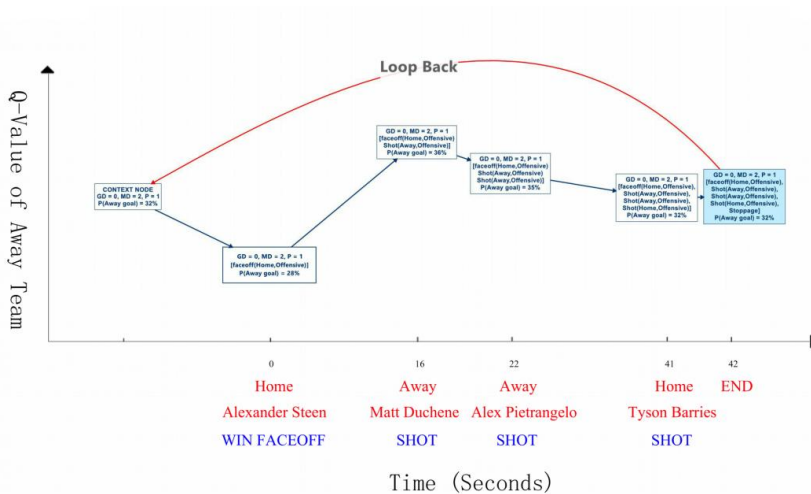 Loop Back
Q-Value of Away Team
CONTEXT NODE
GD = 0, MD = 2, P = 1
P(Away goal) = 32%
GD = 0, MD = 2, P = 1
[faceoff(Home,Offensive)]
P(Away goal) = 28%
GD = 0, MD = 2, P = 1
[faceoff(Home,Offensive)
Shot(Away,Offensive)]
P(Away goal) = 36%
GD = 0, MD = 2, P = 1
[faceoff(Home,Offensive)
Shot(Away,Offensive)
Shot(Away,Offensive)]
P(Away goal) = 35%
GD = 0, MD = 2, P = 1
[faceoff(Home,Offensive),
Shot(Away,Offensive),
Shot(Away,Offensive),
Shot(Home,Offensive)]
P(Away goal) = 32%
GD = 0, MD = 2, P = 1
[faceoff(Home,Offensive),
Shot(Away,Offensive),
Shot(Away,Offensive),
Shot(Home,Offensive),
Stoppage]
P(Away goal) = 32%
0 16 22 41 42
Home Away Away Home END
Alexander Steen Matt Duchene Alex Pietrangelo Tyson Barries
WIN FACEOFF SHOT SHOT SHOT
Time (Seconds)